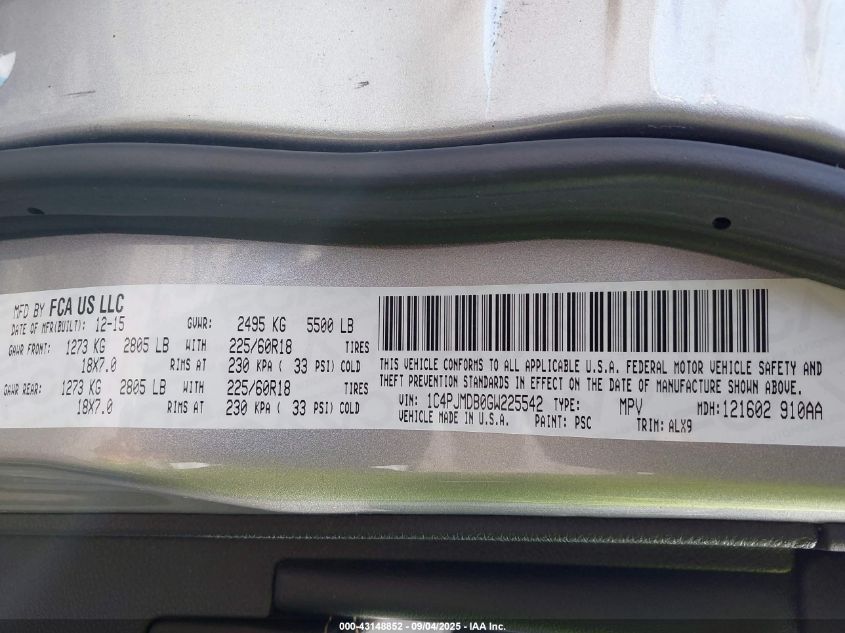 MFD BY FCA US LLC
DATE OF MFR(BUILT): 12-15 GVWR: 2495 KG 5500 LB
GAWR FRONT: 1273 KG 2805 LB WITH 225/60R18 TIRES
18X7.0 RIMS AT 230 KPA ( 33 PSI) COLD
GAWR REAR: 1273 KG 2805 LB WITH 225/60R18 TIRES
18X7.0 RIMS AT 230 KPA ( 33 PSI) COLD
THIS VEHICLE CONFORMS TO ALL APPLICABLE U.S.A. FEDERAL MOTOR VEHICLE SAFETY AND
THEFT PREVENTION STANDARDS IN EFFECT ON THE DATE OF MANUFACTURE SHOWN ABOVE.
VIN: 1C4PJMDB0GW225542 TYPE: MPV MDH: 121602 910AA
VEHICLE MADE IN U.S.A. PAINT: PSC TRIM: ALX9
000-43148852 - 09/04/2025 - IAA Inc.